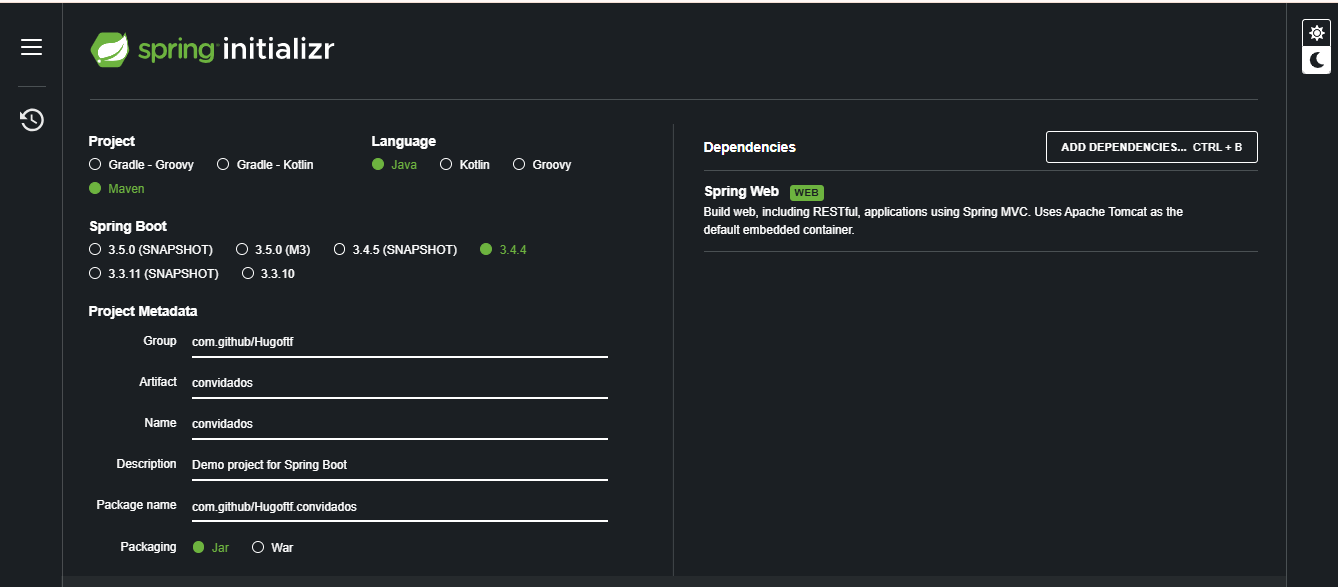 spring initializr
Project
Gradle - Groovy Gradle - Kotlin
Maven
Language
Java Kotlin Groovy
Spring Boot
3.5.0 (SNAPSHOT) 3.5.0 (M3) 3.4.5 (SNAPSHOT) 3.4.4
3.3.11 (SNAPSHOT) 3.3.10
Project Metadata
Group com.github/Hugoftf
Artifact convidados
Name convidados
Description Demo project for Spring Boot
Package name com.github/Hugoftf.convidados
Packaging Jar War
Dependencies
ADD DEPENDENCIES... CTRL + B
Spring Web WEB
Build web, including RESTful, applications using Spring MVC. Uses Apache Tomcat as the
default embedded container.